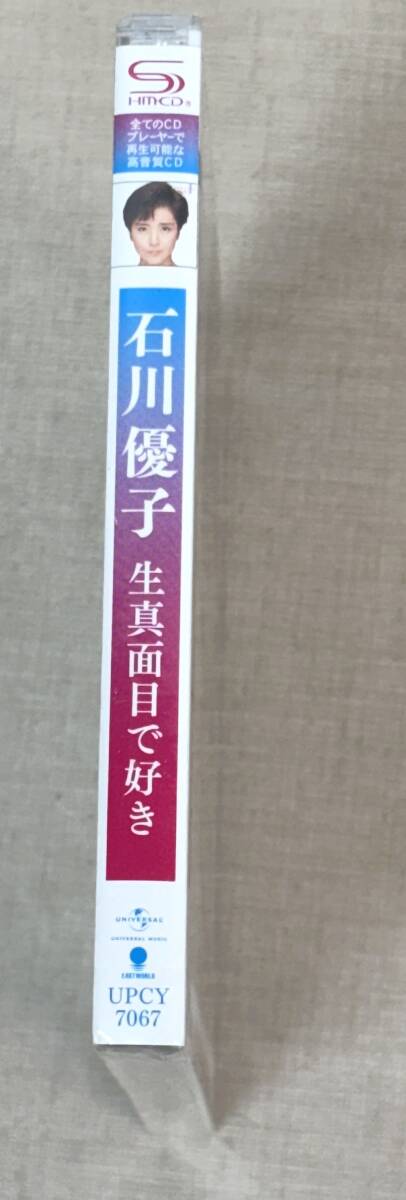 SHM-CD®
全てのCD
プレーヤーで
再生可能な
高音質CD
石川優子
生真面目で好き
UNIVERSAL
UNIVERSAL MUSIC
EASTWORLD
UPCY
7067